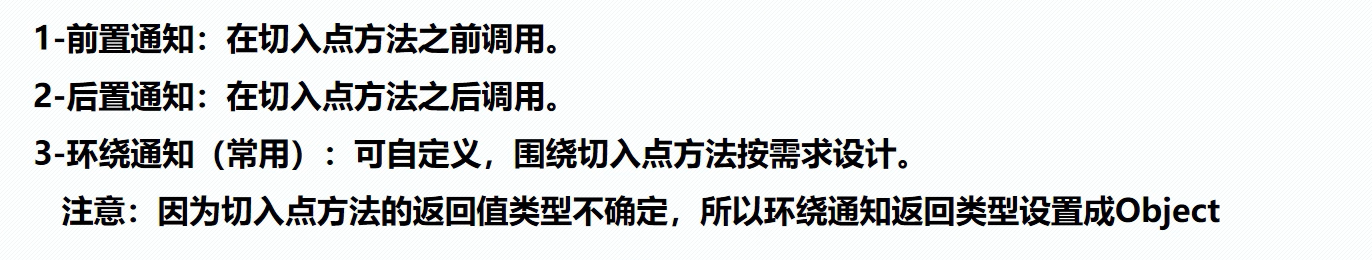 1-前置通知：在切入点方法之前调用。
2-后置通知：在切入点方法之后调用。
3-环绕通知（常用）：可自定义，围绕切入点方法按需求设计。
注意：因为切入点方法的返回值类型不确定，所以环绕通知返回类型设置成Object